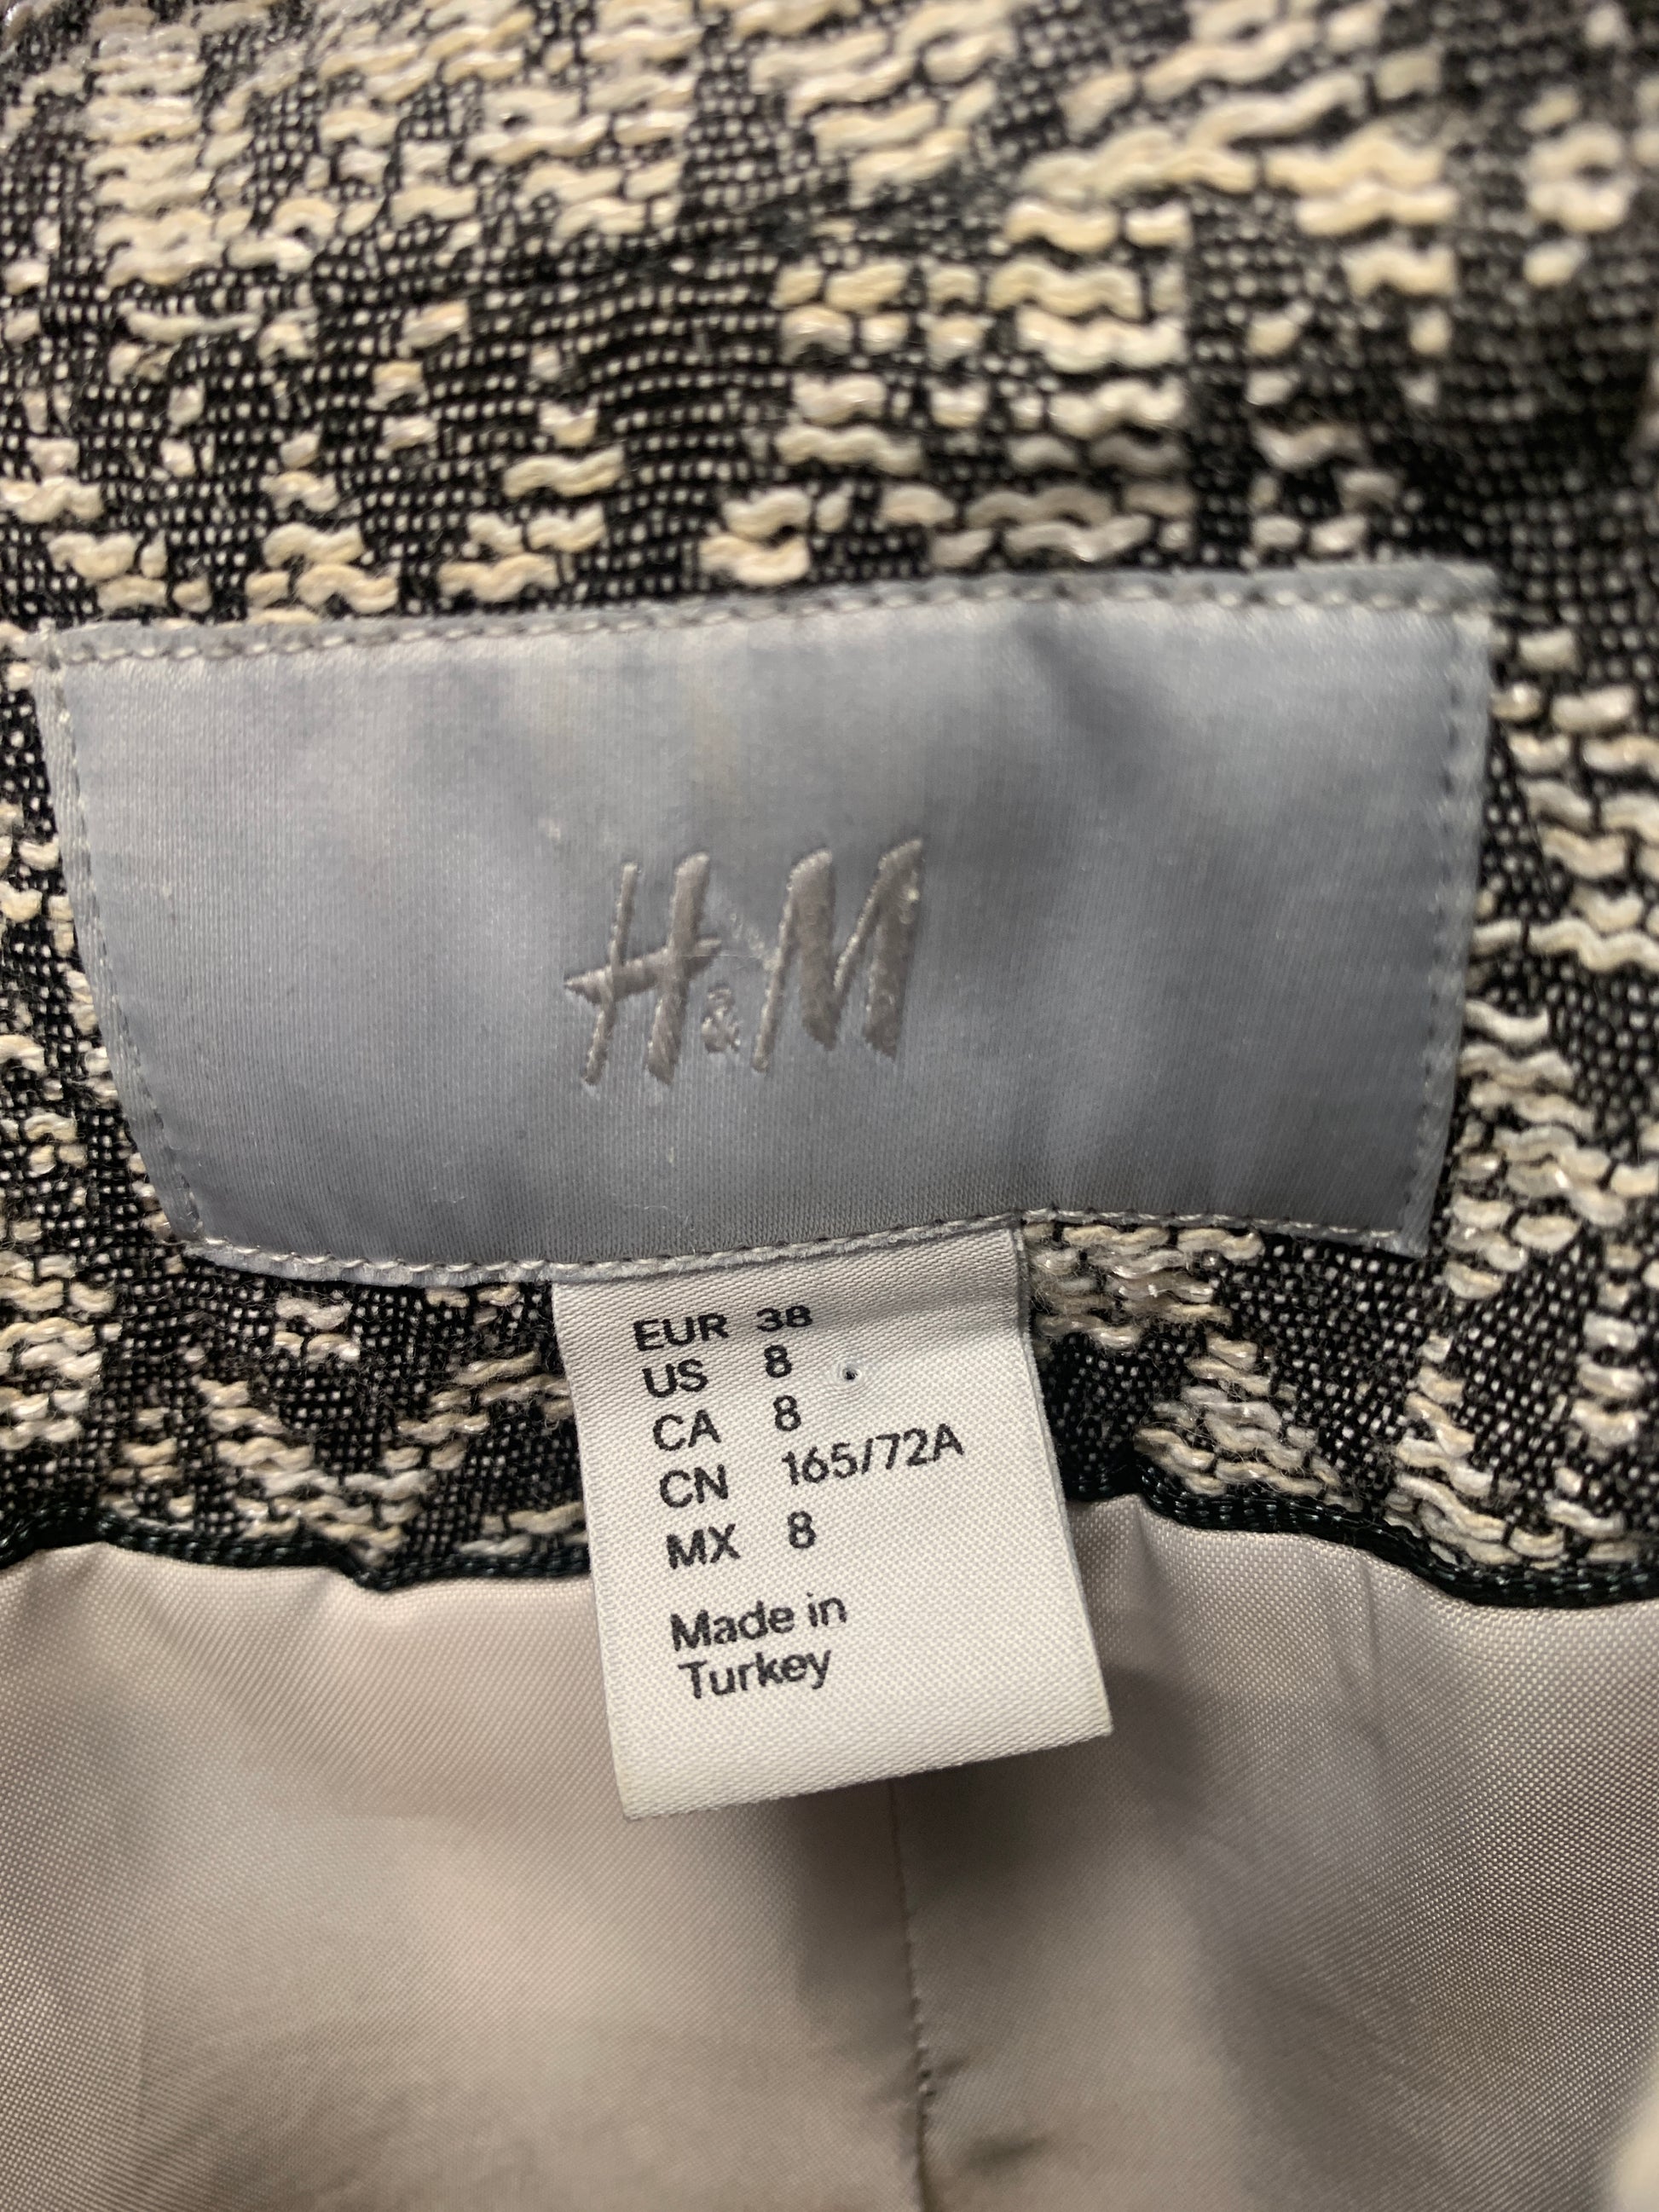 H&M
EUR 38
US 8
CA 8
CN 165/72A
MX 8
Made in
Turkey